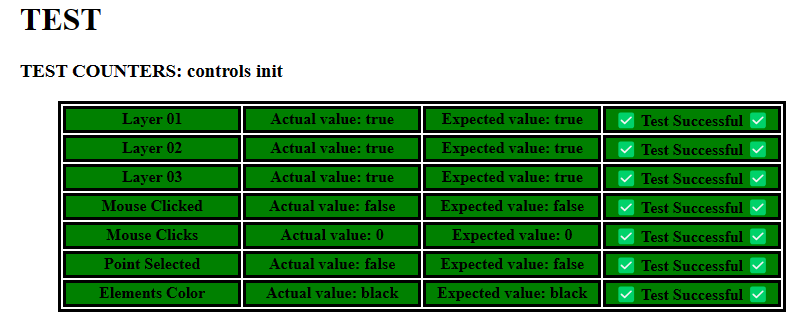 TEST
TEST COUNTERS: controls init
Layer 01 Actual value: true Expected value: true ✅ Test Successful ✅
Layer 02 Actual value: true Expected value: true ✅ Test Successful ✅
Layer 03 Actual value: true Expected value: true ✅ Test Successful ✅
Mouse Clicked Actual value: false Expected value: false ✅ Test Successful ✅
Mouse Clicks Actual value: 0 Expected value: 0 ✅ Test Successful ✅
Point Selected Actual value: false Expected value: false ✅ Test Successful ✅
Elements Color Actual value: black Expected value: black ✅ Test Successful ✅